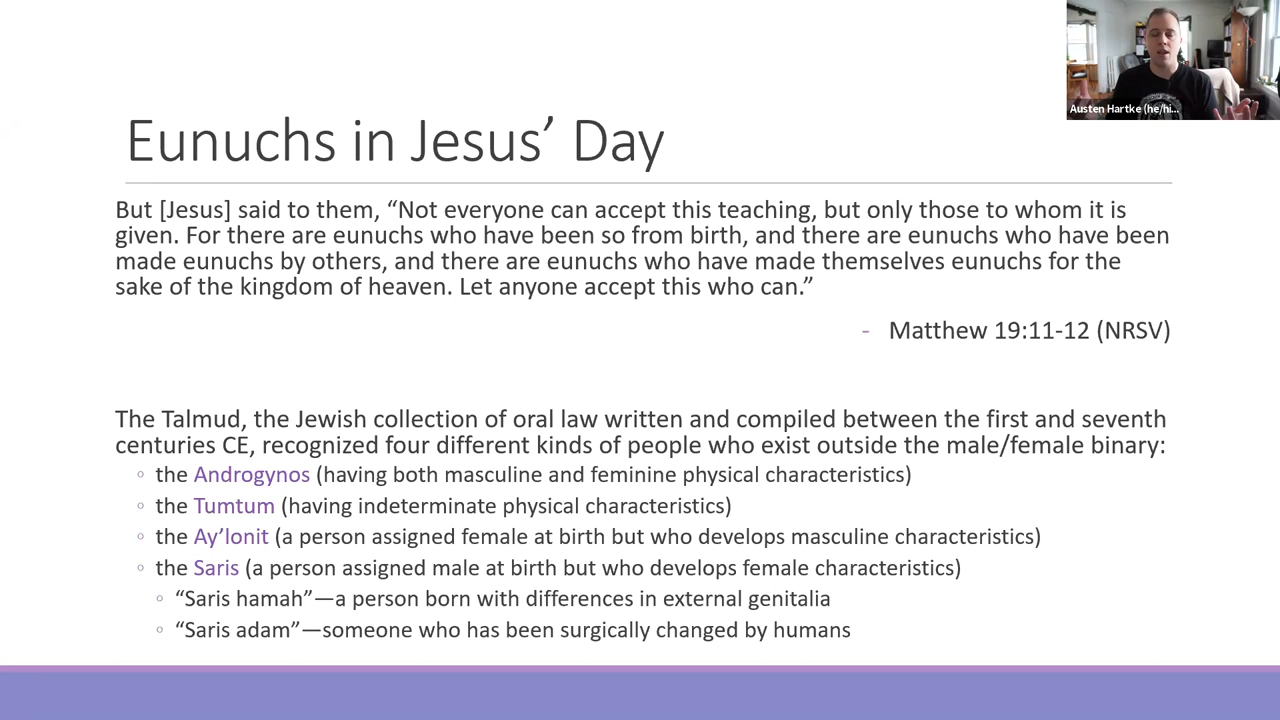 Austen Hartke (he/hi...
Eunuchs in Jesus’ Day
But [Jesus] said to them, “Not everyone can accept this teaching, but only those to whom it is
given. For there are eunuchs who have been so from birth, and there are eunuchs who have been
made eunuchs by others, and there are eunuchs who have made themselves eunuchs for the
sake of the kingdom of heaven. Let anyone accept this who can.”
- Matthew 19:11-12 (NRSV)
The Talmud, the Jewish collection of oral law written and compiled between the first and seventh
centuries CE, recognized four different kinds of people who exist outside the male/female binary:
◦ the Androgynos (having both masculine and feminine physical characteristics)
◦ the Tumtum (having indeterminate physical characteristics)
◦ the Ay’lonit (a person assigned female at birth but who develops masculine characteristics)
◦ the Saris (a person assigned male at birth but who develops female characteristics)
◦ “Saris hamah”—a person born with differences in external genitalia
◦ “Saris adam”—someone who has been surgically changed by humans